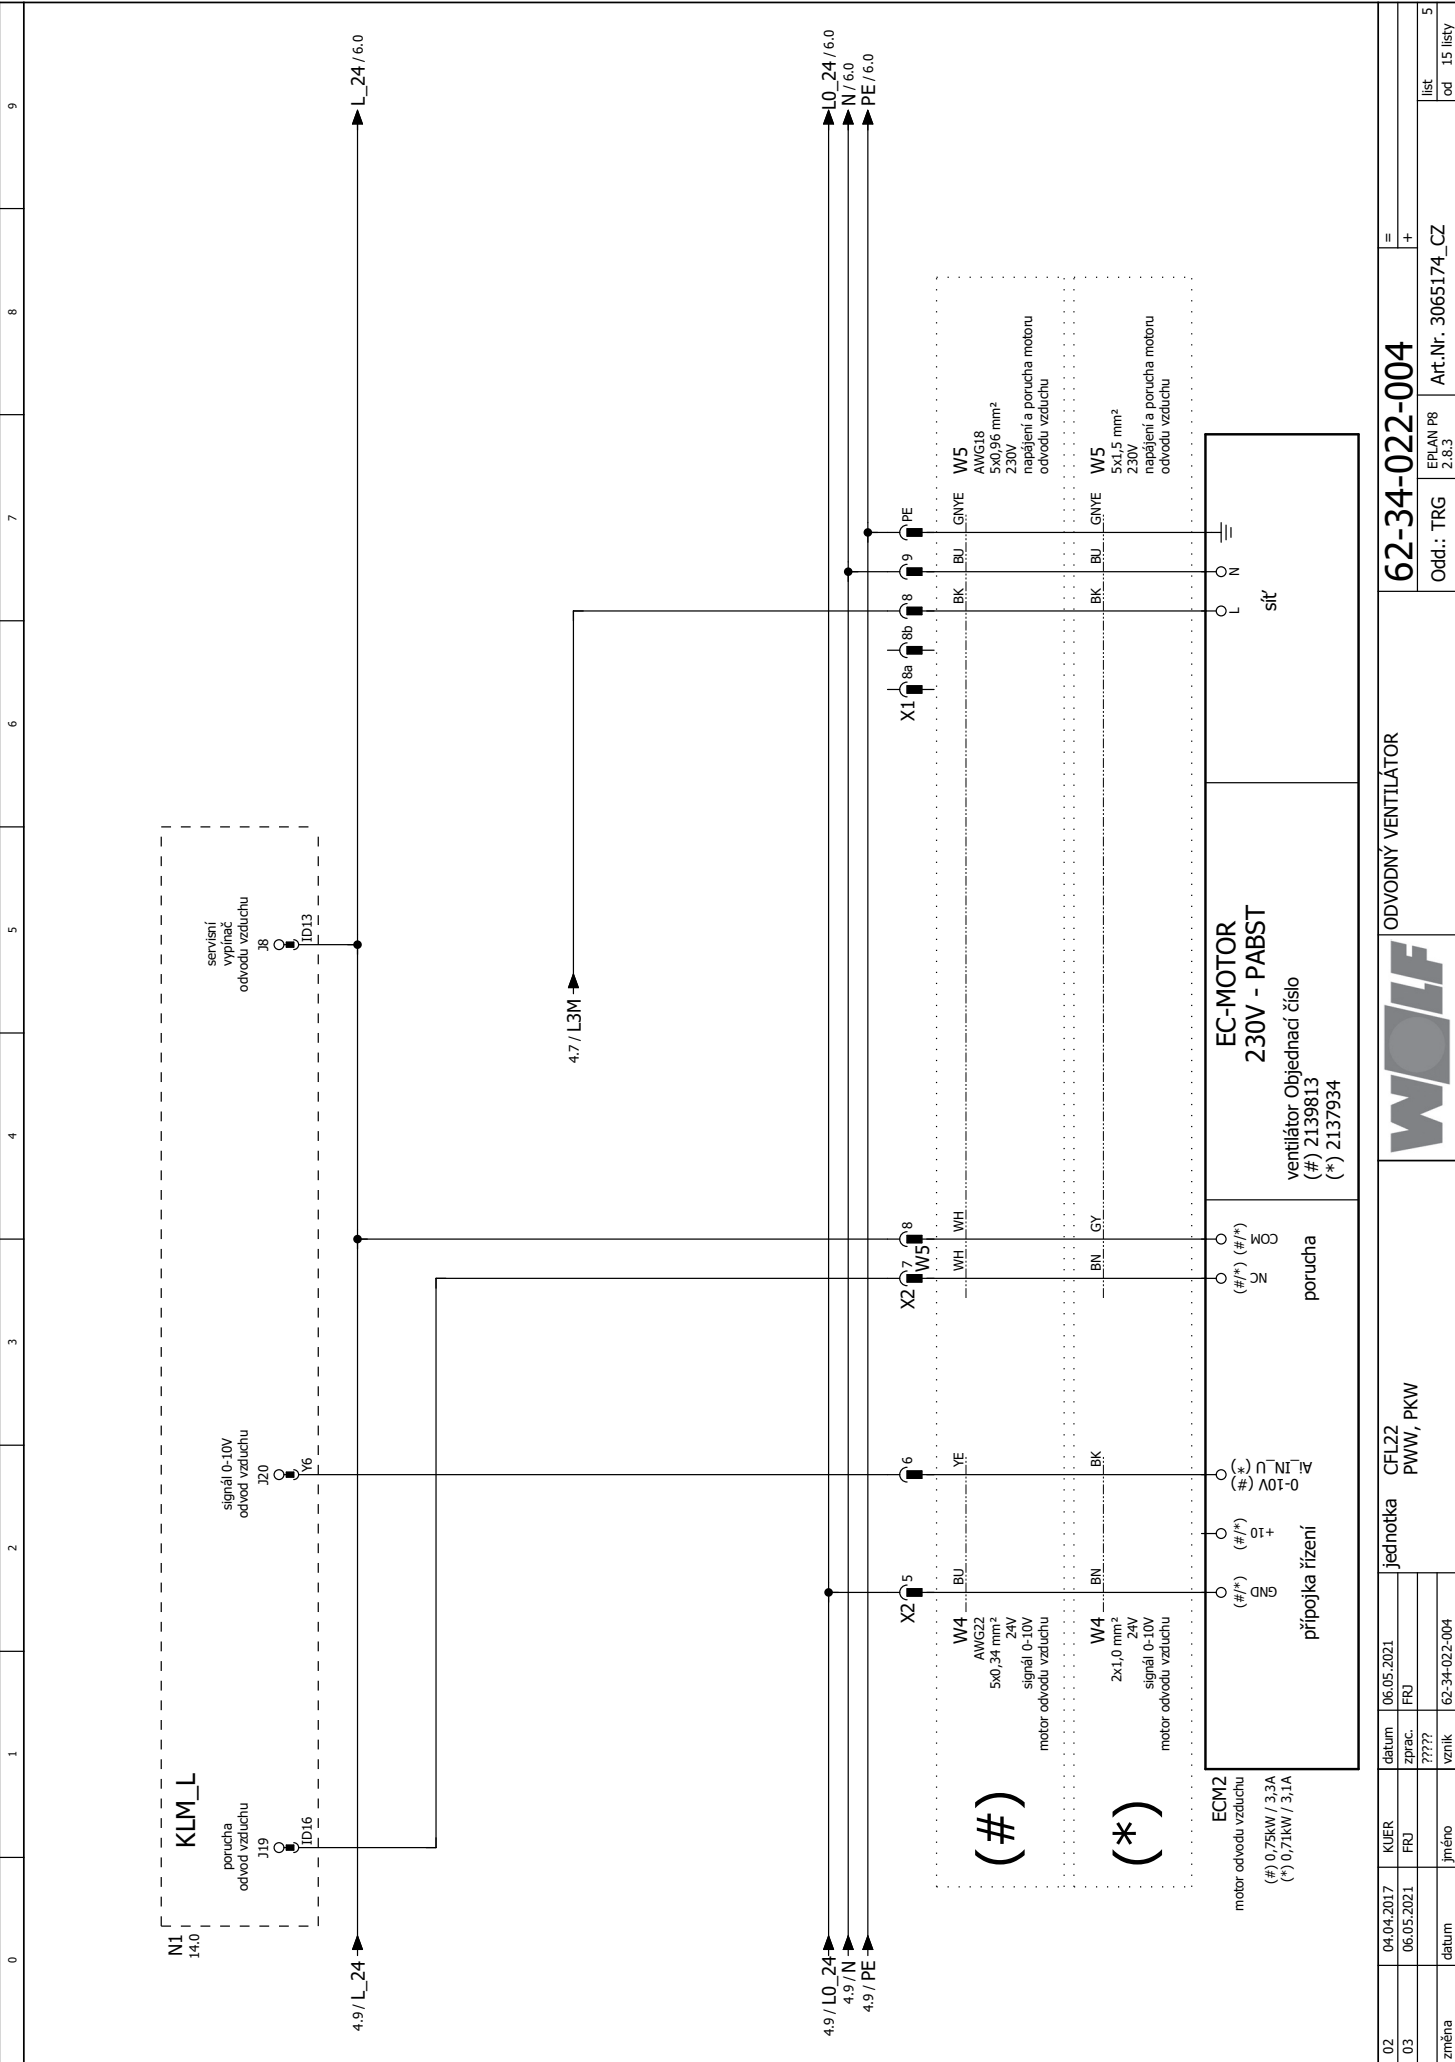 0
1
2
3
4
5
6
7
8
9
N1
14.0
KLM_L
porucha
odvod vzduchu
J19
ID16
signál 0-10V
odvod vzduchu
J20
Y6
servisní
vypínač
odvodu vzduchu
J8
ID13
4.9 / L_24
L_24 / 6.0
4.7 / L3M
4.9 / L0_24
4.9 / N
4.9 / PE
L0_24 / 6.0
N / 6.0
PE / 6.0
X2
5
6
X2
7
8
W5
X1
8a
8b
8
9
PE
(#)
W4
AWG22
5x0,34 mm²
24V
signál 0-10V
motor odvodu vzduchu
BU
YE
WH
WH
BK
BU
GNYE
W5
AWG18
5x0,96 mm²
230V
napájení a porucha motoru
odvodu vzduchu
(*)
W4
2x1,0 mm²
24V
signál 0-10V
motor odvodu vzduchu
BN
BK
BN
GY
BK
BU
GNYE
W5
5x1,5 mm²
230V
napájení a porucha motoru
odvodu vzduchu
ECM2
motor odvodu vzduchu
(#) 0,75kW / 3,3A
(*) 0,71kW / 3,1A
GND
(#/*)
+10
(#/*)
0-10V (#)
Ai_IN_U (*)
přípojka řízení
NC
(#/*)
COM
(#/*)
porucha
EC-MOTOR
230V - PABST
ventilátor Objednací číslo
(#) 2139813
(*) 2137934
L
N
síť
02
04.04.2017
KUER
datum
06.05.2021
03
06.05.2021
FRJ
zprac.
FRJ
?????
změna
datum
jméno
vznik
62-34-022-004
jednotka
CFL22
PWW, PKW
WOLF
ODVODNÝ VENTILÁTOR
62-34-022-004
=
+
Odd.: TRG
EPLAN P8
2.8.3
Art.Nr. 3065174_CZ
list
5
od
15 listy